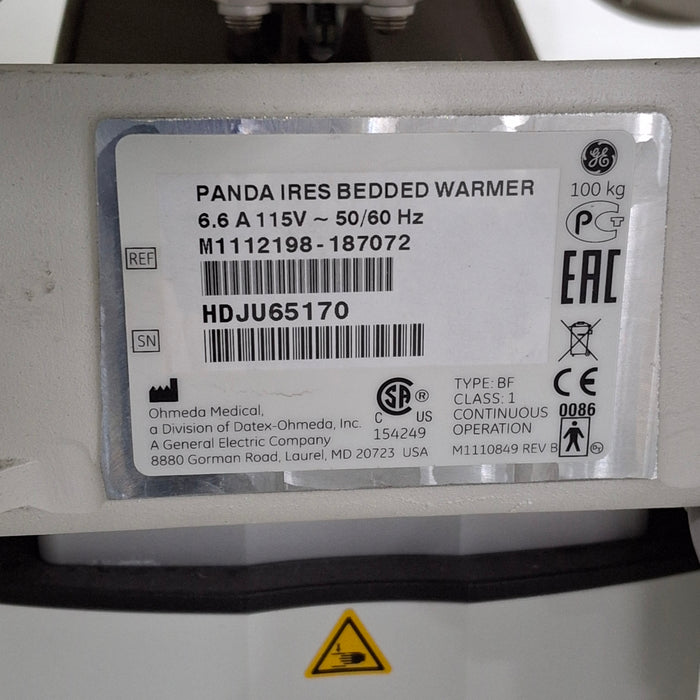 GE
100 kg
PANDA IRES BEDDED WARMER
6.6 A 115V ~ 50/60 Hz
REF
M1112198-187072
HDJU65170
SN
EAC
Ohmeda Medical,
a Division of Datex-Ohmeda, Inc.
A General Electric Company
8880 Gorman Road, Laurel, MD 20723 USA
SA ®
C US
154249
TYPE: BF
CLASS: 1
CONTINUOUS
OPERATION
M1110849 REV B
CE
0086